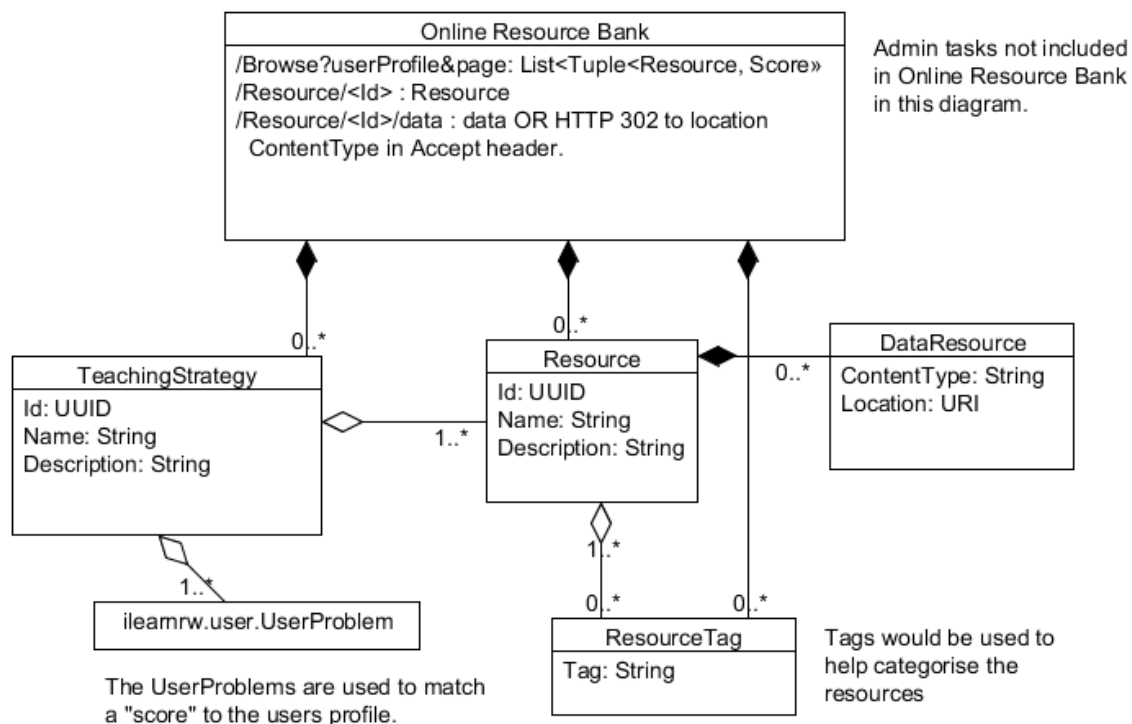 Online Resource Bank
/Browse?userProfile&page: List<Tuple<Resource, Score»
/Resource/<Id> : Resource
/Resource/<Id>/data : data OR HTTP 302 to location
ContentType in Accept header.
Admin tasks not included
in Online Resource Bank
in this diagram.
0..*
0..*
TeachingStrategy
Id: UUID
Name: String
Description: String
1..*
Resource
Id: UUID
Name: String
Description: String
0..*
DataResource
ContentType: String
Location: URI
1..*
ilearnrw.user.UserProblem
The UserProblems are used to match
a "score" to the users profile.
1..*
0..*
0..*
ResourceTag
Tag: String
Tags would be used to
help categorise the
resources